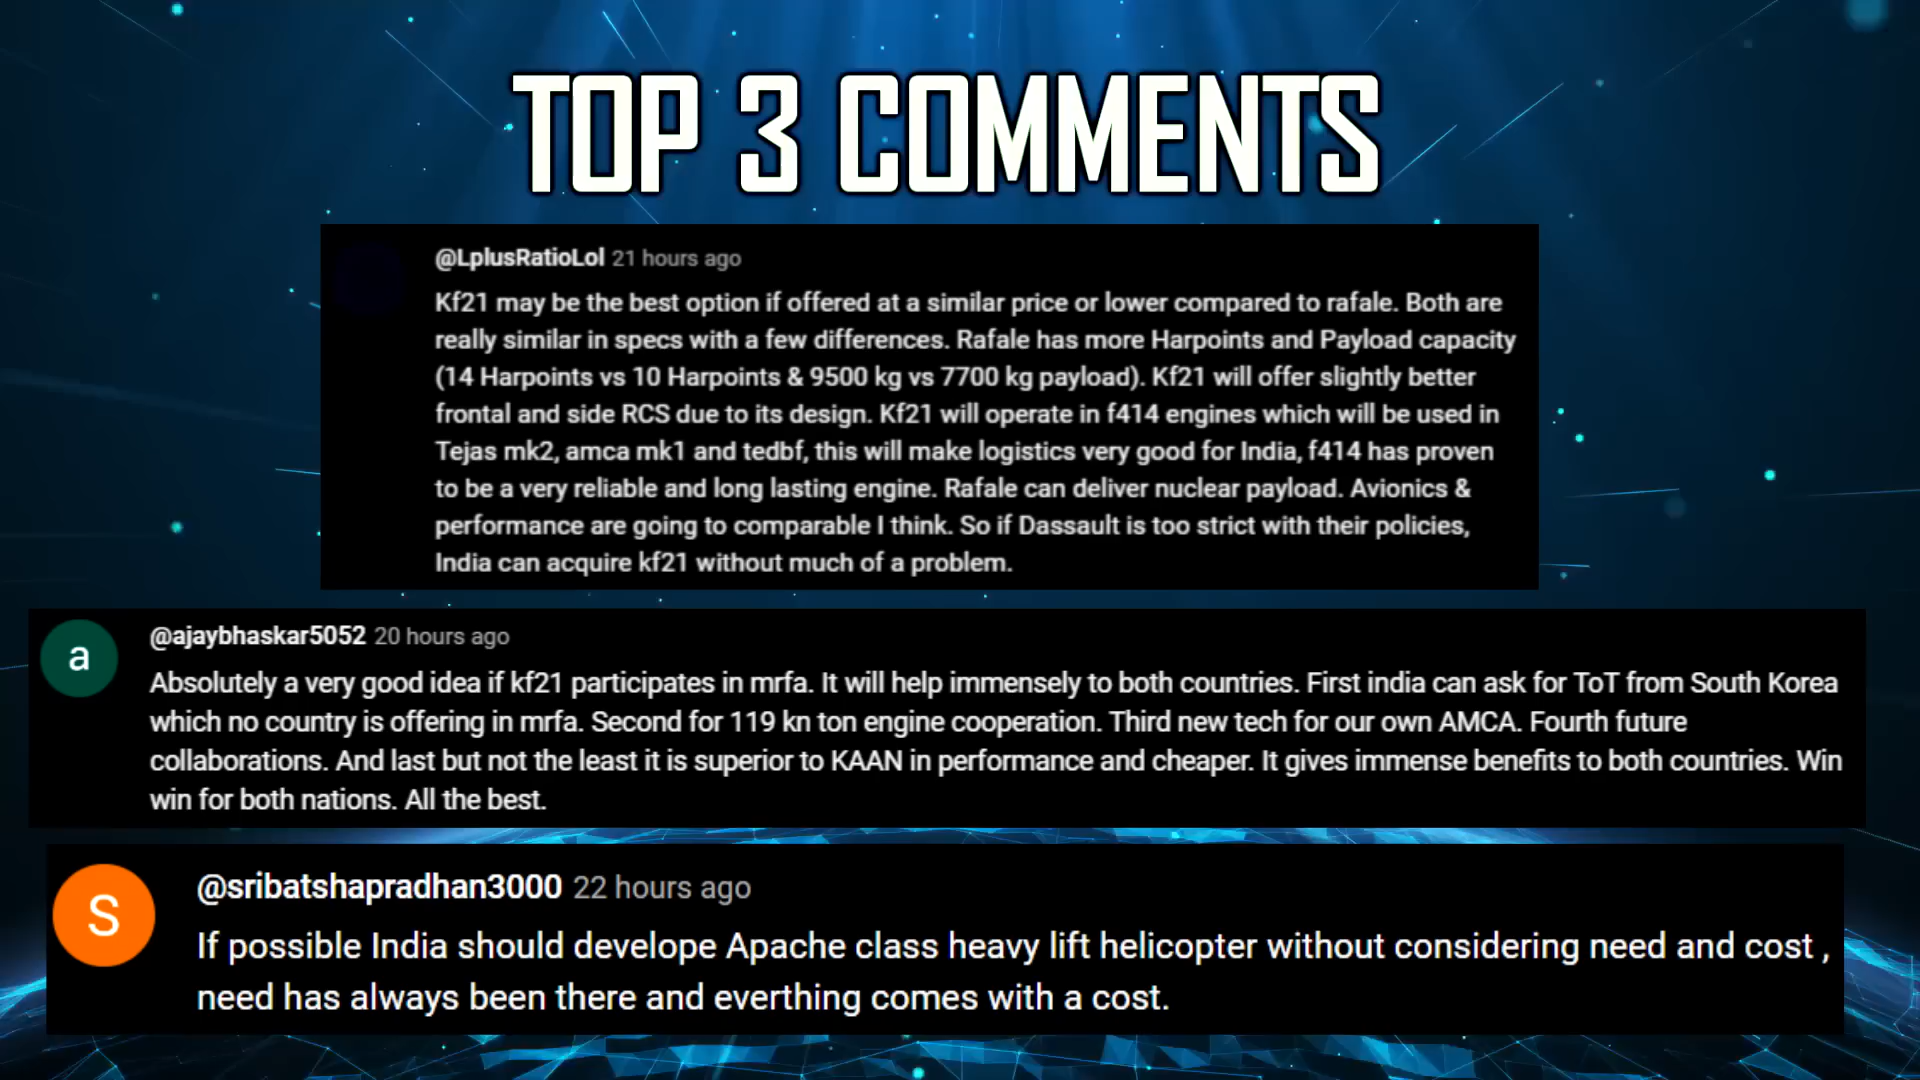 TOP 3 COMMENTS
@LplusRatioLol 21 hours ago
Kf21 may be the best option if offered at a similar price or lower compared to rafale. Both are
really similar in specs with a few differences. Rafale has more Harpoints and Payload capacity
(14 Harpoints vs 10 Harpoints & 9500 kg vs 7700 kg payload). Kf21 will offer slightly better
frontal and side RCS due to its design. Kf21 will operate in f414 engines which will be used in
Tejas mk2, amca mk1 and tedbf, this will make logistics very good for India, f414 has proven
to be a very reliable and long lasting engine. Rafale can deliver nuclear payload. Avionics &
performance are going to comparable I think. So if Dassault is too strict with their policies,
India can acquire kf21 without much of a problem.
a
@ajaybhaskar5052 20 hours ago
Absolutely a very good idea if kf21 participates in mrfa. It will help immensely to both countries. First india can ask for ToT from South Korea
which no country is offering in mrfa. Second for 119 kn ton engine cooperation. Third new tech for our own AMCA. Fourth future
collaborations. And last but not the least it is superior to KAAN in performance and cheaper. It gives immense benefits to both countries. Win
win for both nations. All the best.
S
@sribatshapradhan3000 22 hours ago
If possible India should develope Apache class heavy lift helicopter without considering need and cost ,
need has always been there and everthing comes with a cost.